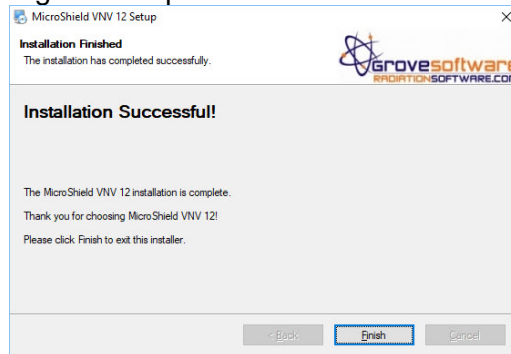 MicroShield VNV 12 Setup
Installation Finished
The installation has completed successfully.
Grovesoftware
RADIATIONSOFTWARE.COM
Installation Successful!
The MicroShield VNV 12 installation is complete.
Thank you for choosing MicroShield VNV 12!
Please click Finish to exit this installer.
< Back
Finish
Cancel